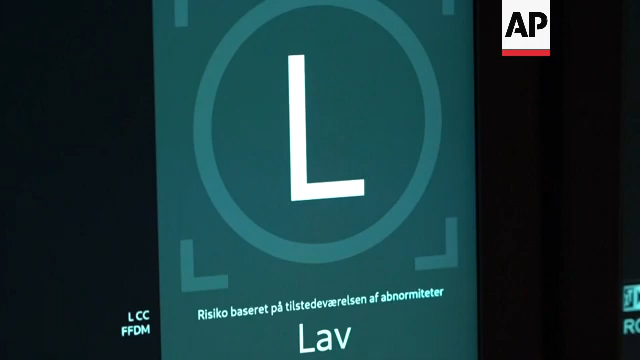 AP
L
Risiko baseret på tilstedeværelsen af abnormiteter
Lav
L CC
FFDM